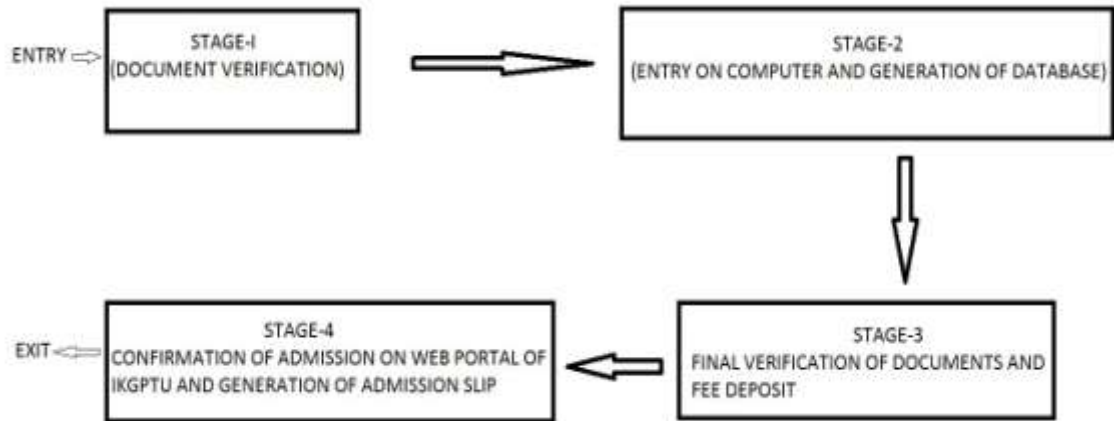 ENTRY
STAGE-I
(DOCUMENT VERIFICATION)
STAGE-2
(ENTRY ON COMPUTER AND GENERATION OF DATABASE)
STAGE-3
FINAL VERIFICATION OF DOCUMENTS AND
FEE DEPOSIT
STAGE-4
CONFIRMATION OF ADMISSION ON WEB PORTAL OF
IKGPTU AND GENERATION OF ADMISSION SLIP
EXIT